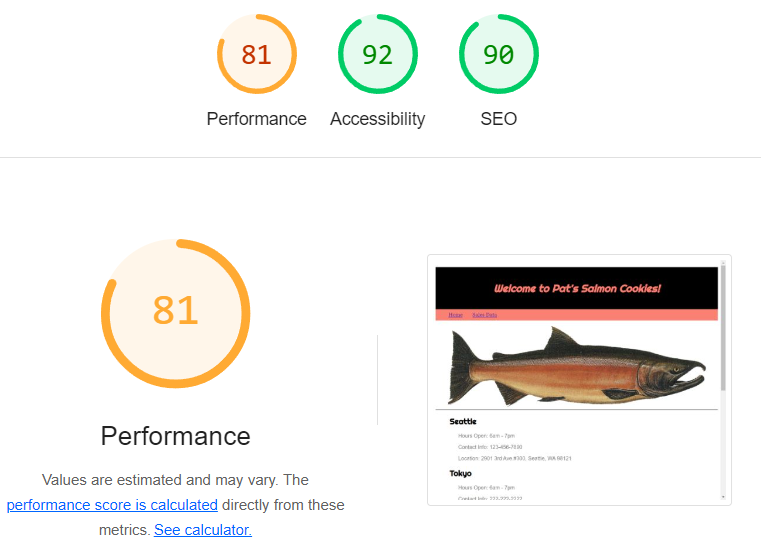 81
92
90
Performance
Accessibility
SEO
81
Performance
Values are estimated and may vary. The
performance score is calculated directly from these
metrics. See calculator.
Welcome to Pat's Salmon Cookies!
Home Sales Data
Seattle
Hours Open: 6am - 7pm
Contact Info: 123-456-7890
Location: 2901 3rd Ave #300, Seattle, WA 98121
Tokyo
Hours Open: 6am - 7pm
Contact Info: 222-222-2222